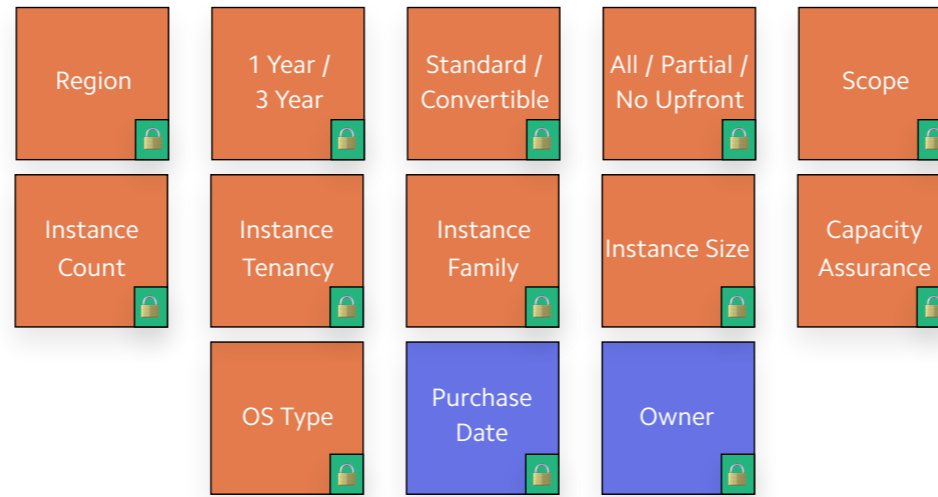 Region
1 Year /
3 Year
Standard /
Convertible
All / Partial /
No Upfront
Scope
Instance
Count
Instance
Tenancy
Instance
Family
Instance Size
Capacity
Assurance
OS Type
Purchase
Date
Owner